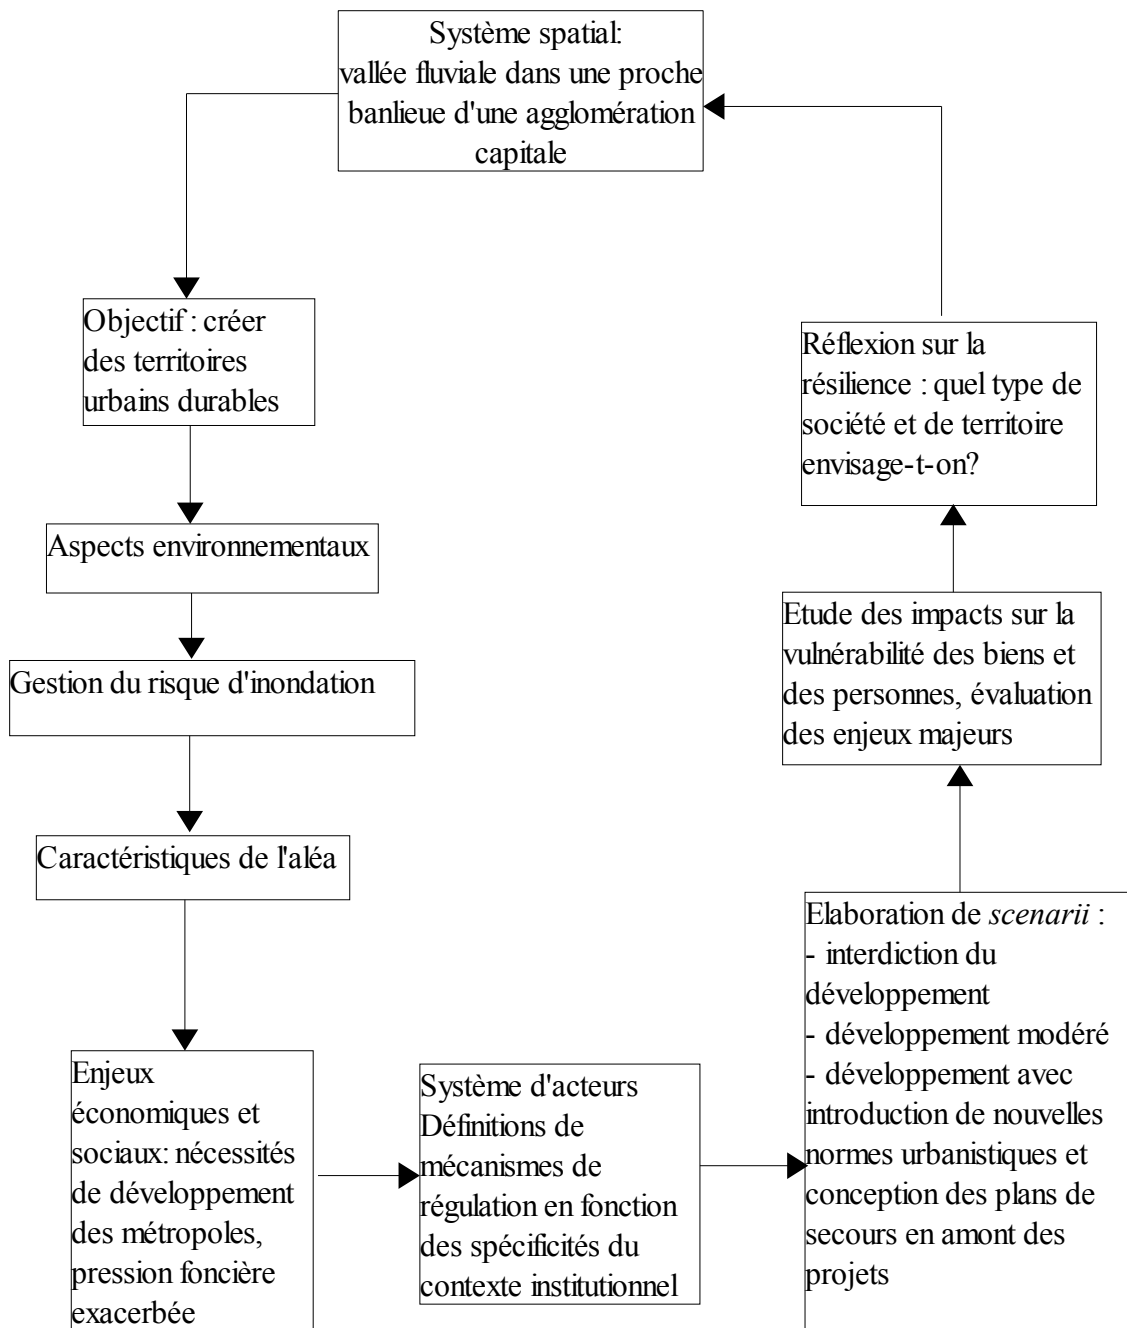 Système spatial:
vallée fluviale dans une proche
banlieue d'une agglomération
capitale
Objectif : créer
des territoires
urbains durables
Aspects environnementaux
Gestion du risque d'inondation
Caractéristiques de l'aléa
Enjeux
économiques et
sociaux: nécessités
de développement
des métropoles,
pression foncière
exacerbée
Système d'acteurs
Définitions de
mécanismes de
régulation en fonction
des spécificités du
contexte institutionnel
Elaboration de scenarii :
- interdiction du
développement
- développement modéré
- développement avec
introduction de nouvelles
normes urbanistiques et
conception des plans de
secours en amont des
projets
Etude des impacts sur la
vulnérabilité des biens et
des personnes, évaluation
des enjeux majeurs
Réflexion sur la
résilience : quel type de
société et de territoire
envisage-t-on?